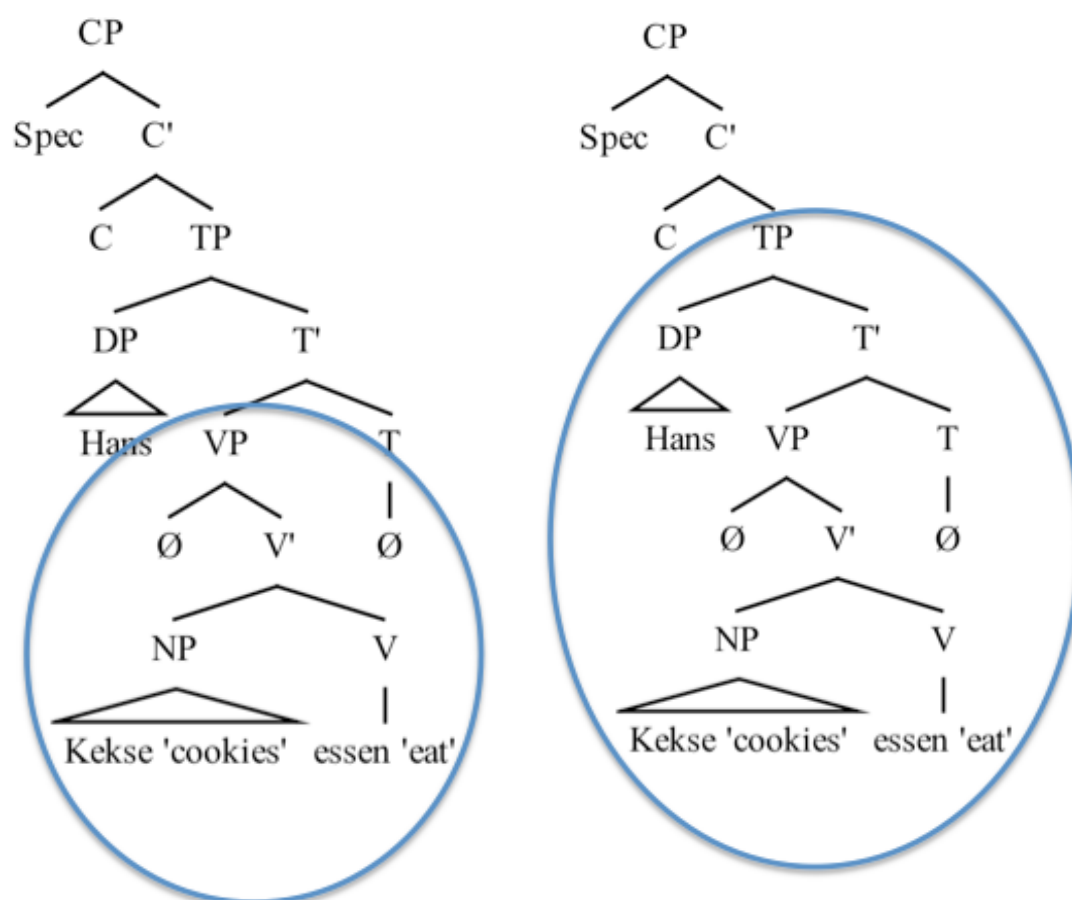 CP
Spec C'
C TP
DP T'
Hans VP T
Ø V' Ø
NP V
Kekse 'cookies' essen 'eat'
CP
Spec C'
C TP
DP T'
Hans VP T
Ø V' Ø
NP V
Kekse 'cookies' essen 'eat'